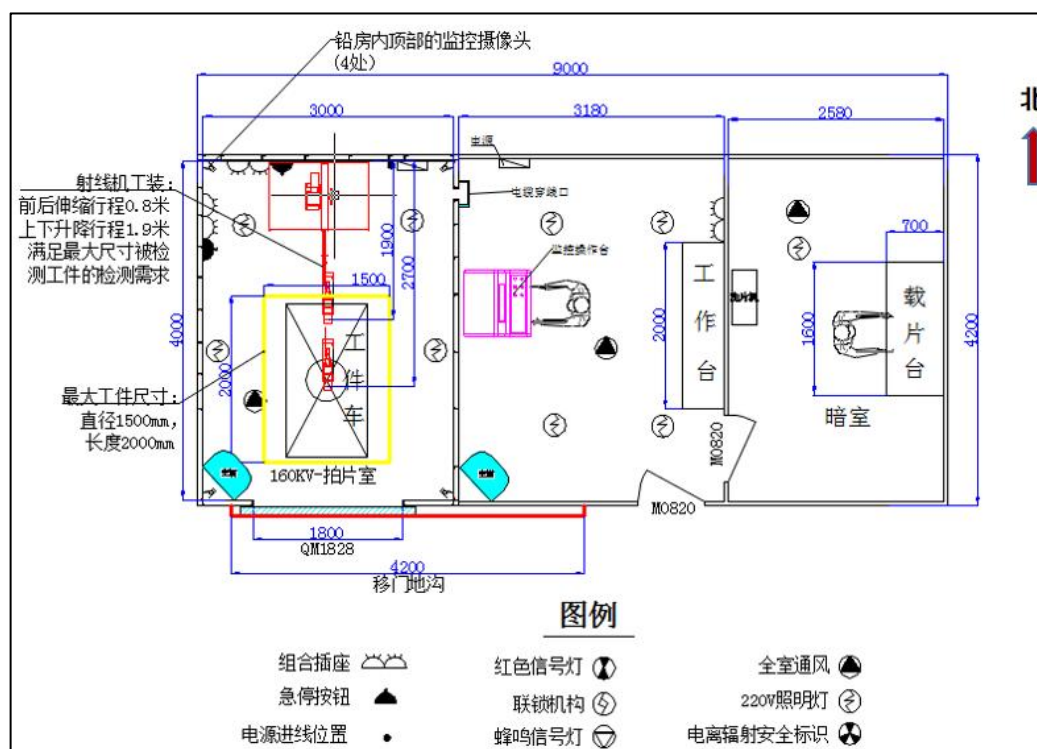 铅房内顶部的监控摄像头
(4处)
9000
北
3000
3180
2580
电源
射线机工装：
前后伸缩行程0.8米
上下升降行程1.9米
满足最大尺寸被检
测工件的检测需求
电缆穿线口
监控操作台
1900
2700
1500
700
4000
2000
工件车
2000
工作台
洗片机
1600
载片台
4200
最大工件尺寸：
直径1500mm，
长度2000mm
暗室
M0820
160KV-拍片室
M0820
1800
QM1828
4200
移门地沟
图例
组合插座
红色信号灯
全室通风
急停按钮
联锁机构
220V照明灯
电源进线位置
蜂鸣信号灯
电离辐射安全标识